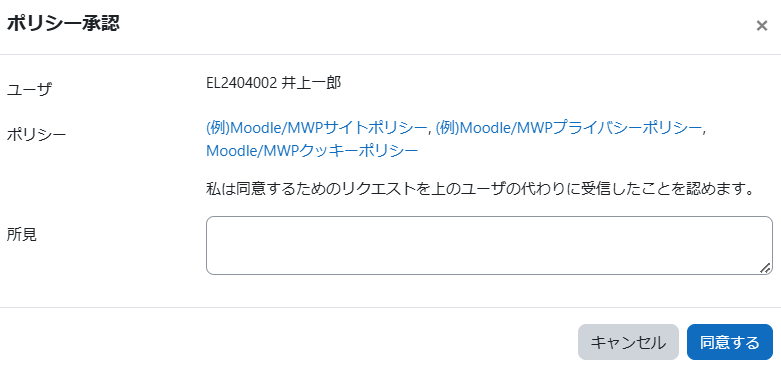 ポリシー承認
×
ユーザ EL2404002 井上一郎
ポリシー (例)Moodle/MWPサイトポリシー, (例)Moodle/MWPプライバシーポリシー,
Moodle/MWPクッキーポリシー
私は同意するためのリクエストを上のユーザの代わりに受信したことを認めます。
所見
キャンセル 同意する